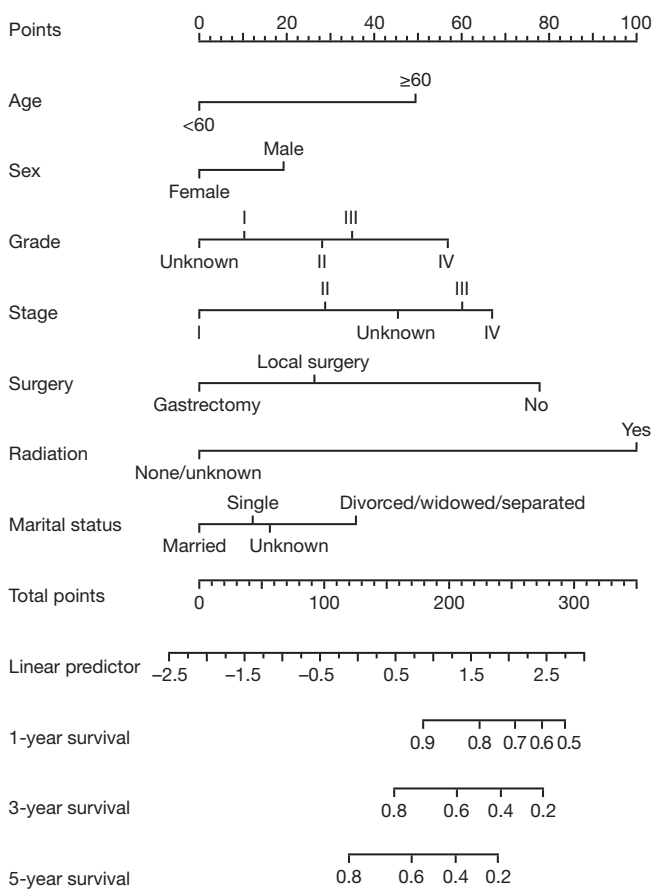 Points 0 20 40 60 80 100
≥60
Age
<60
Male
Sex
Female
I III
Grade
Unknown II IV
II III
Stage
I Unknown IV
Local surgery
Surgery
Gastrectomy No
Yes
Radiation
None/unknown
Single Divorced/widowed/separated
Marital status
Married Unknown
Total points
0 100 200 300
Linear predictor
−2.5 −1.5 −0.5 0.5 1.5 2.5
1-year survival
0.9 0.8 0.7 0.6 0.5
3-year survival
0.8 0.6 0.4 0.2
5-year survival
0.8 0.6 0.4 0.2